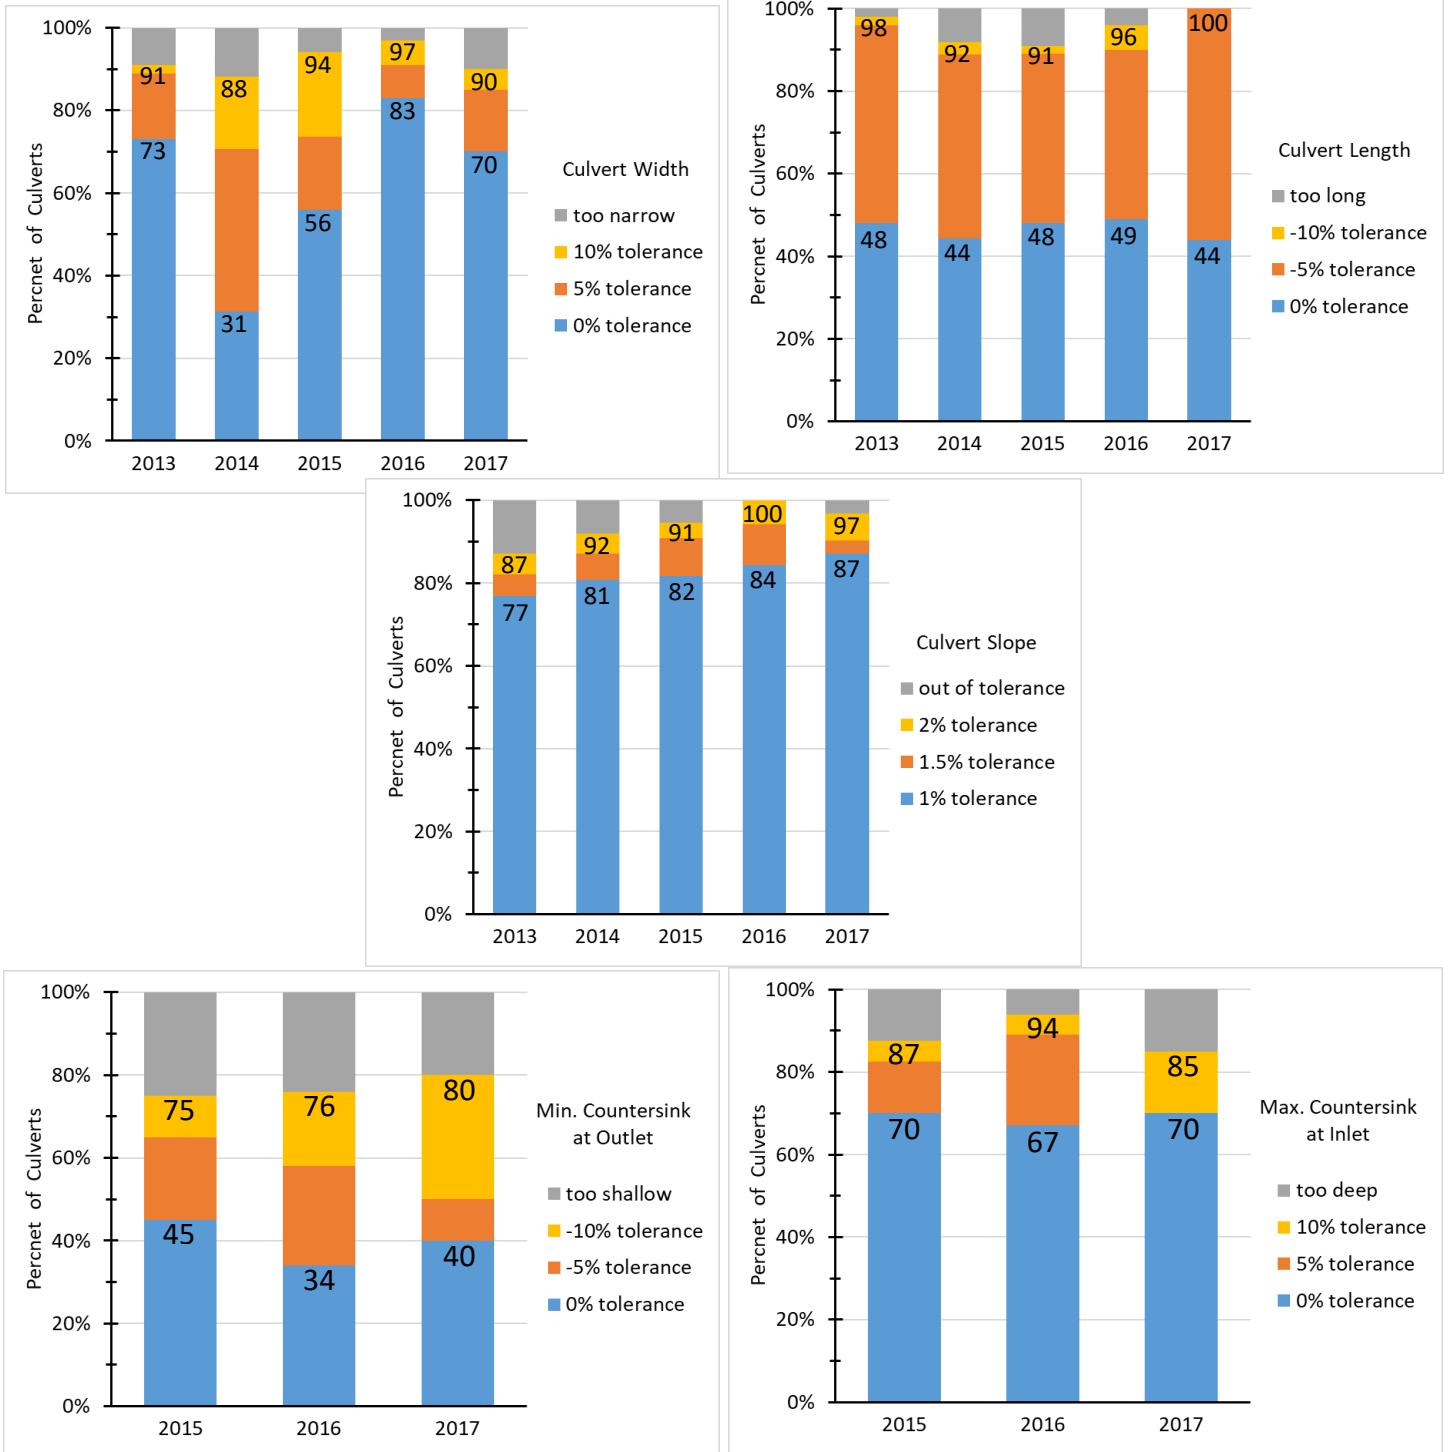 100%
80%
60%
40%
20%
0%
Percnet of Culverts
91
73
88
31
94
56
97
83
90
70
2013 2014 2015 2016 2017
Culvert Width
too narrow
10% tolerance
5% tolerance
0% tolerance
100%
80%
60%
40%
20%
0%
Percnet of Culverts
98
48
92
44
91
48
96
49
100
44
2013 2014 2015 2016 2017
Culvert Length
too long
-10% tolerance
-5% tolerance
0% tolerance
100%
80%
60%
40%
20%
0%
Percnet of Culverts
87
77
92
81
91
82
100
84
97
87
2013 2014 2015 2016 2017
Culvert Slope
out of tolerance
2% tolerance
1.5% tolerance
1% tolerance
100%
80%
60%
40%
20%
0%
Percnet of Culverts
75
45
76
34
80
40
2015 2016 2017
Min. Countersink
at Outlet
too shallow
-10% tolerance
-5% tolerance
0% tolerance
100%
80%
60%
40%
20%
0%
Percnet of Culverts
87
70
94
67
85
70
2015 2016 2017
Max. Countersink
at Inlet
too deep
10% tolerance
5% tolerance
0% tolerance